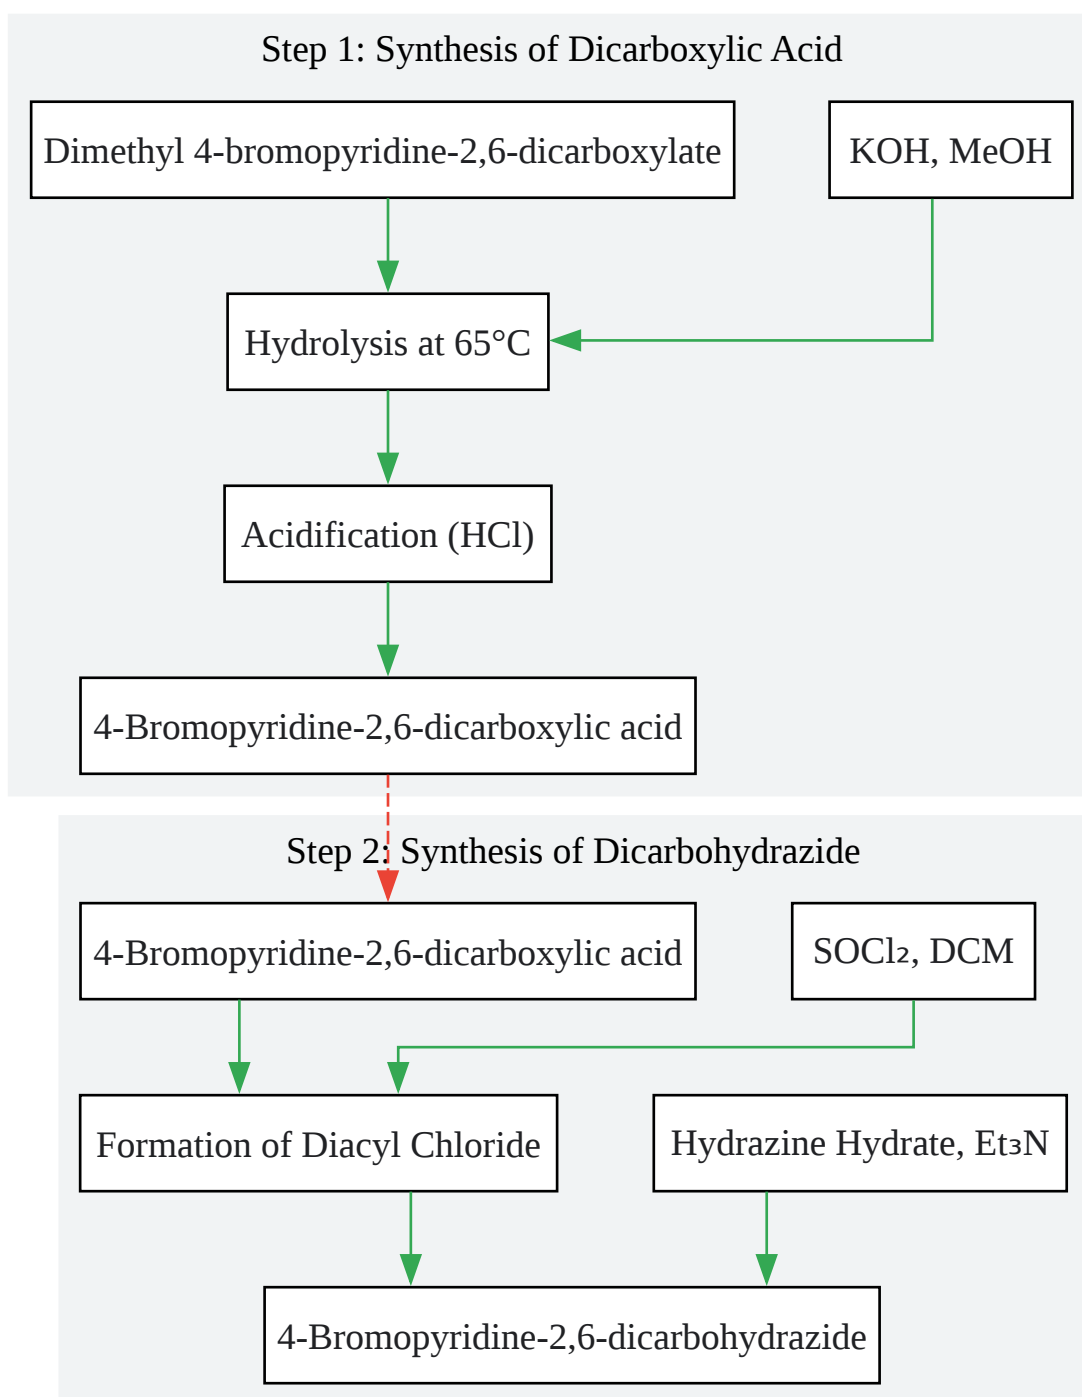 Step 1: Synthesis of Dicarboxylic Acid
Dimethyl 4-bromopyridine-2,6-dicarboxylate
KOH, MeOH
Hydrolysis at 65°C
Acidification (HCl)
4-Bromopyridine-2,6-dicarboxylic acid
Step 2: Synthesis of Dicarbohydrazide
4-Bromopyridine-2,6-dicarboxylic acid
SOCl₂, DCM
Formation of Diacyl Chloride
Hydrazine Hydrate, Et₃N
4-Bromopyridine-2,6-dicarbohydrazide